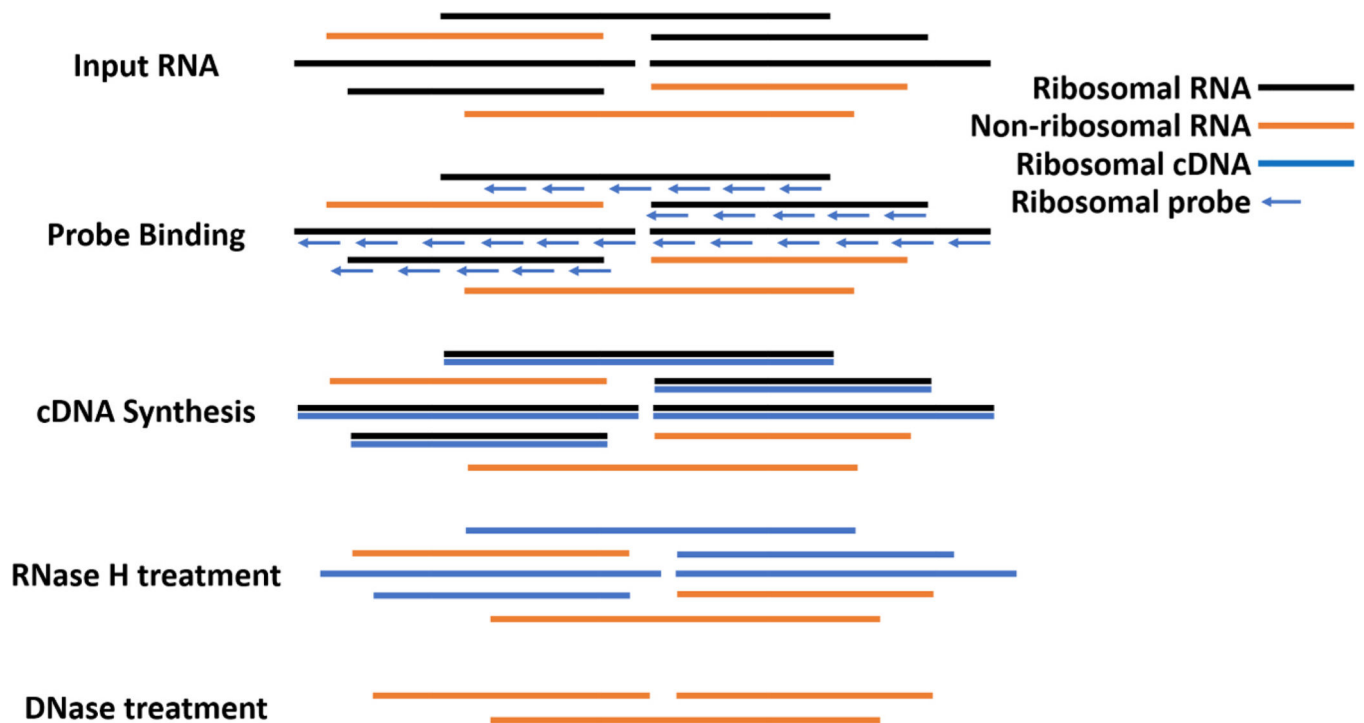 Input RNA
Ribosomal RNA
Non-ribosomal RNA
Ribosomal cDNA
Ribosomal probe
Probe Binding
cDNA Synthesis
RNase H treatment
DNase treatment